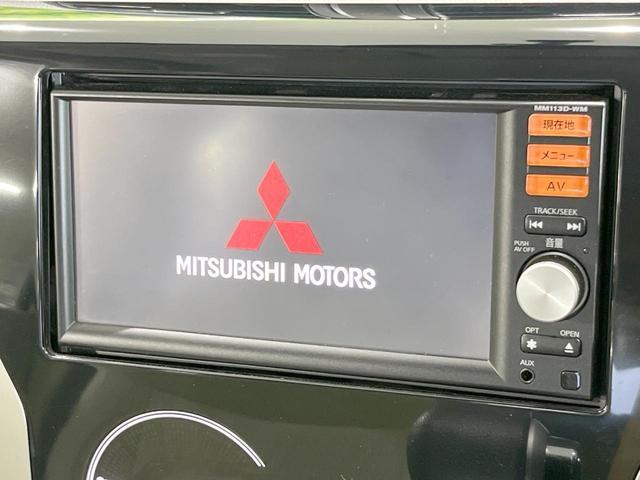 MM113D-WM
現在地
メニュー
AV
TRACK/SEEK
PUSH
AV OFF
音量
MITSUBISHI MOTORS
OPT
OPEN
AUX